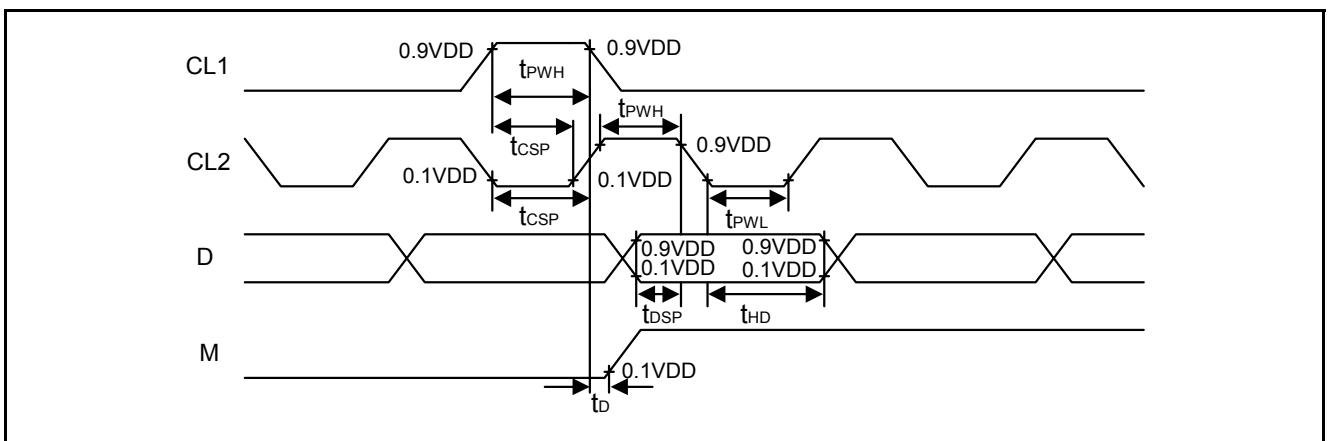 CL1
0.9VDD
0.9VDD
tPWH
tPWH
tCSP
CL2
0.9VDD
0.1VDD
0.1VDD
tCSP
tPWL
D
0.9VDD
0.9VDD
0.1VDD
0.1VDD
tDSP
tHD
M
0.1VDD
tD